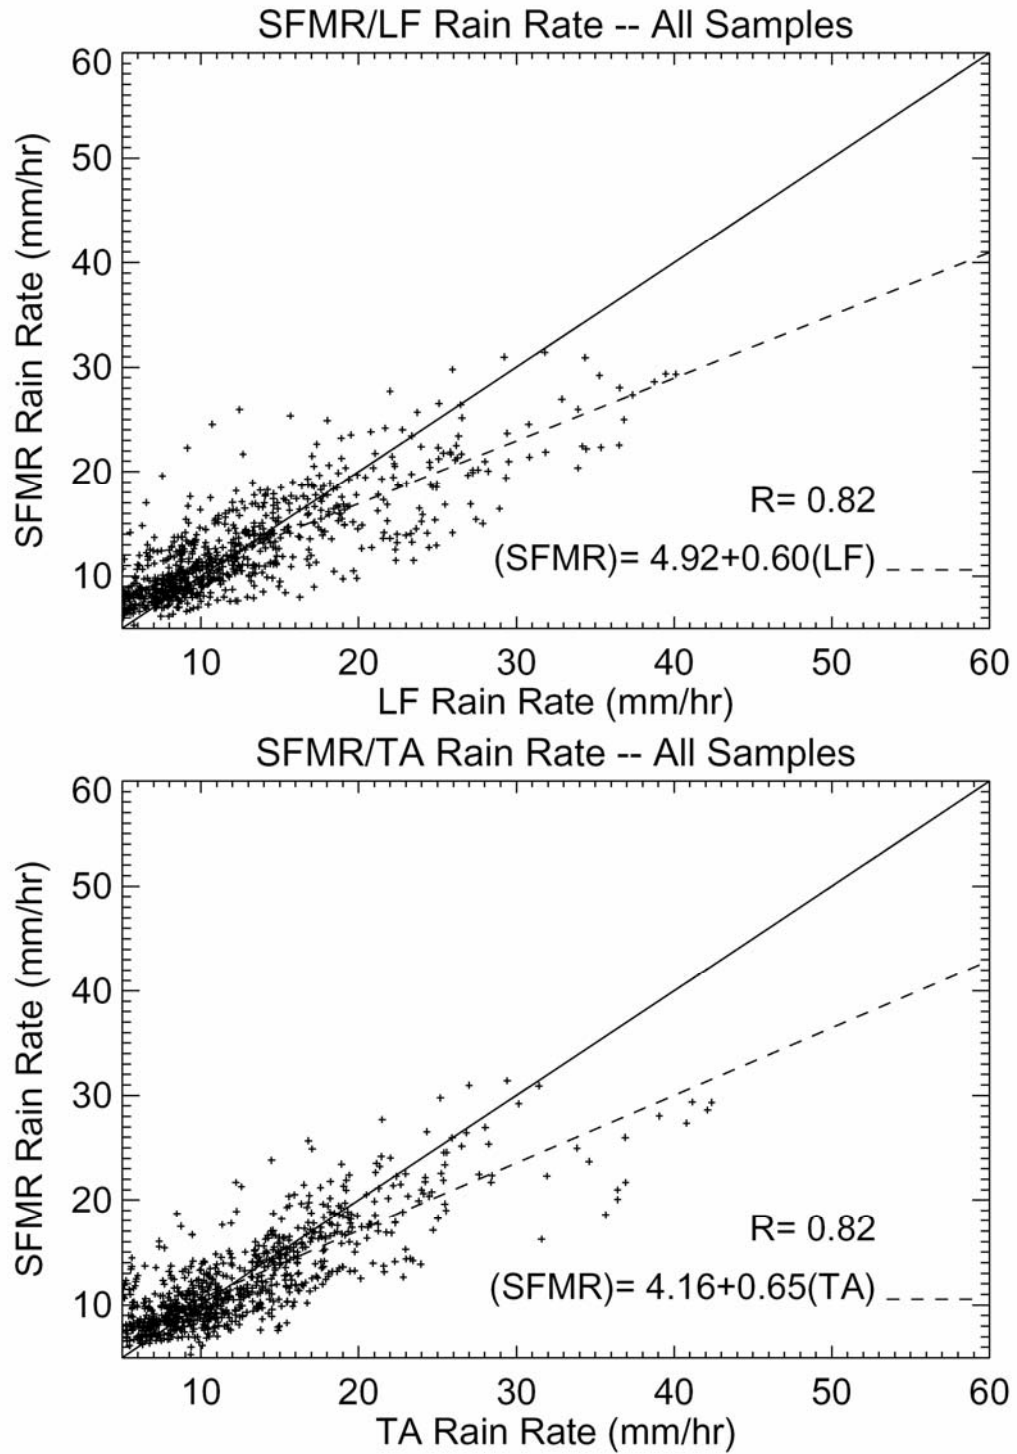 SFMR/LF Rain Rate -- All Samples
60
50
40
30
20
10
SFMR Rain Rate (mm/hr)
R= 0.82
(SFMR)= 4.92+0.60(LF)
10 20 30 40 50 60
LF Rain Rate (mm/hr)
SFMR/TA Rain Rate -- All Samples
60
50
40
30
20
10
SFMR Rain Rate (mm/hr)
R= 0.82
(SFMR)= 4.16+0.65(TA)
10 20 30 40 50 60
TA Rain Rate (mm/hr)